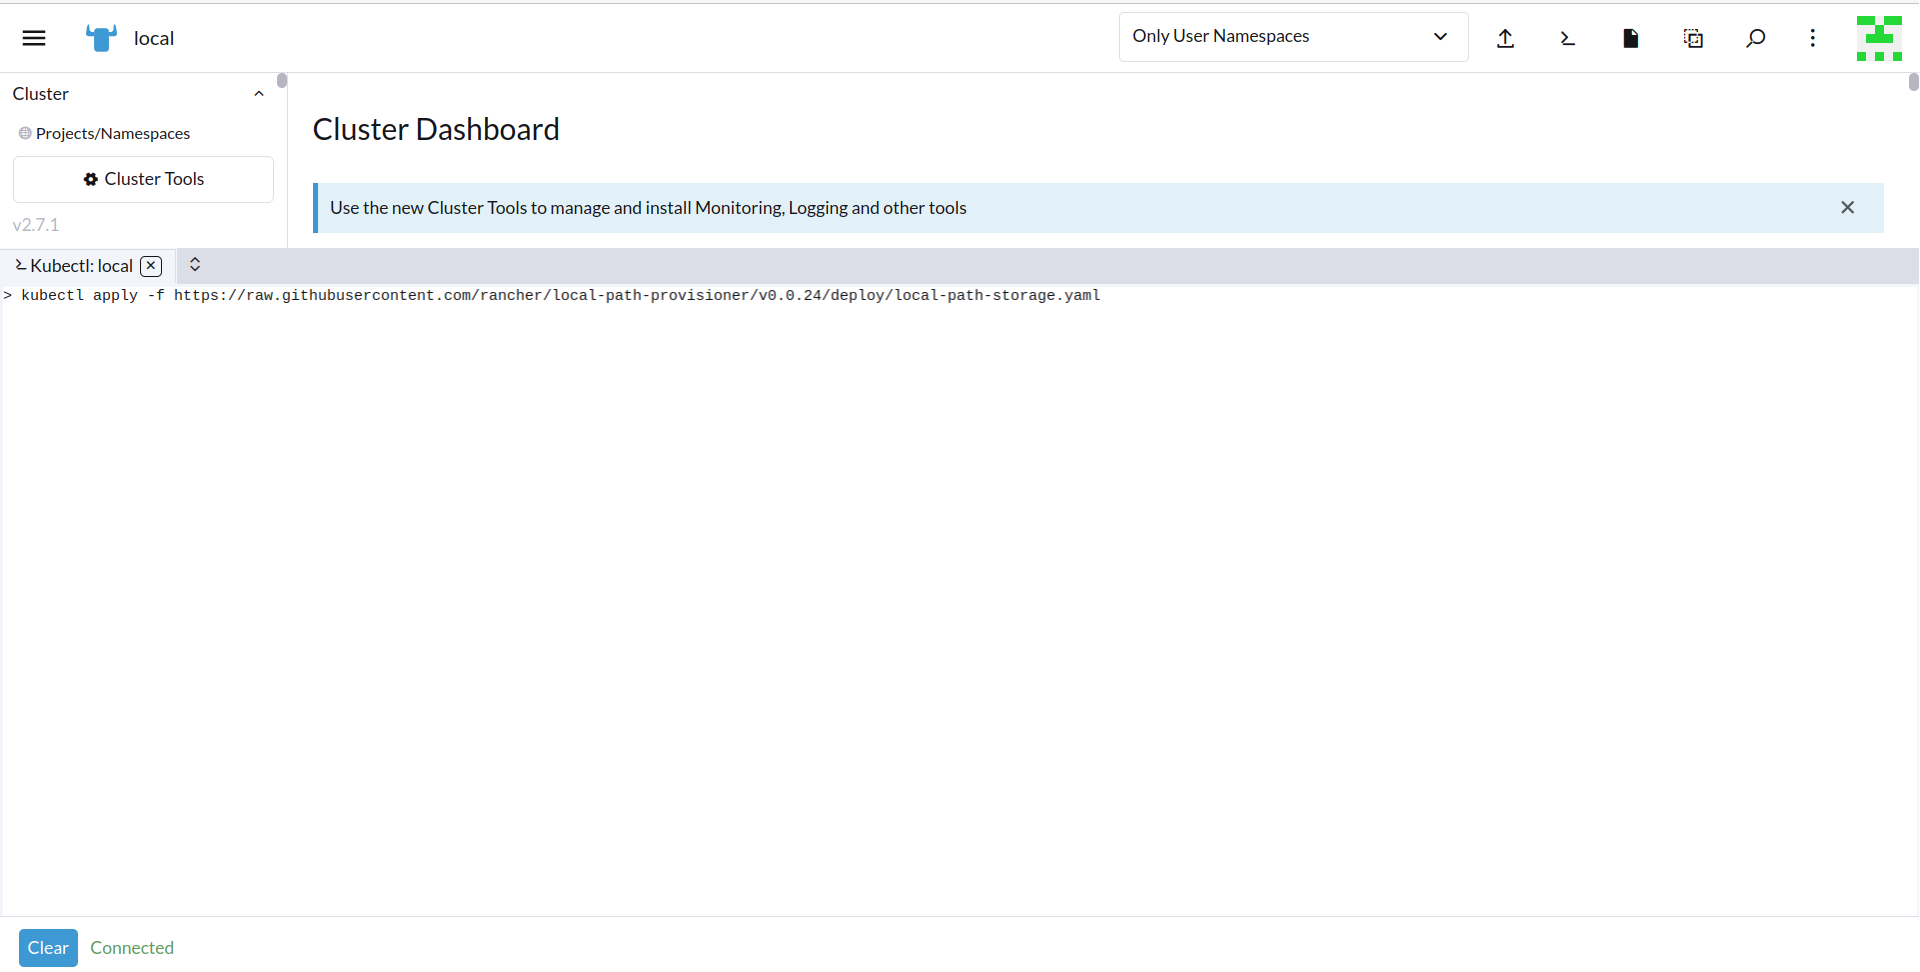 local
Only User Namespaces
Cluster
Projects/Namespaces
Cluster Tools
v2.7.1
Cluster Dashboard
Use the new Cluster Tools to manage and install Monitoring, Logging and other tools
Kubectl: local
> kubectl apply -f https://raw.githubusercontent.com/rancher/local-path-provisioner/v0.0.24/deploy/local-path-storage.yaml
Clear
Connected